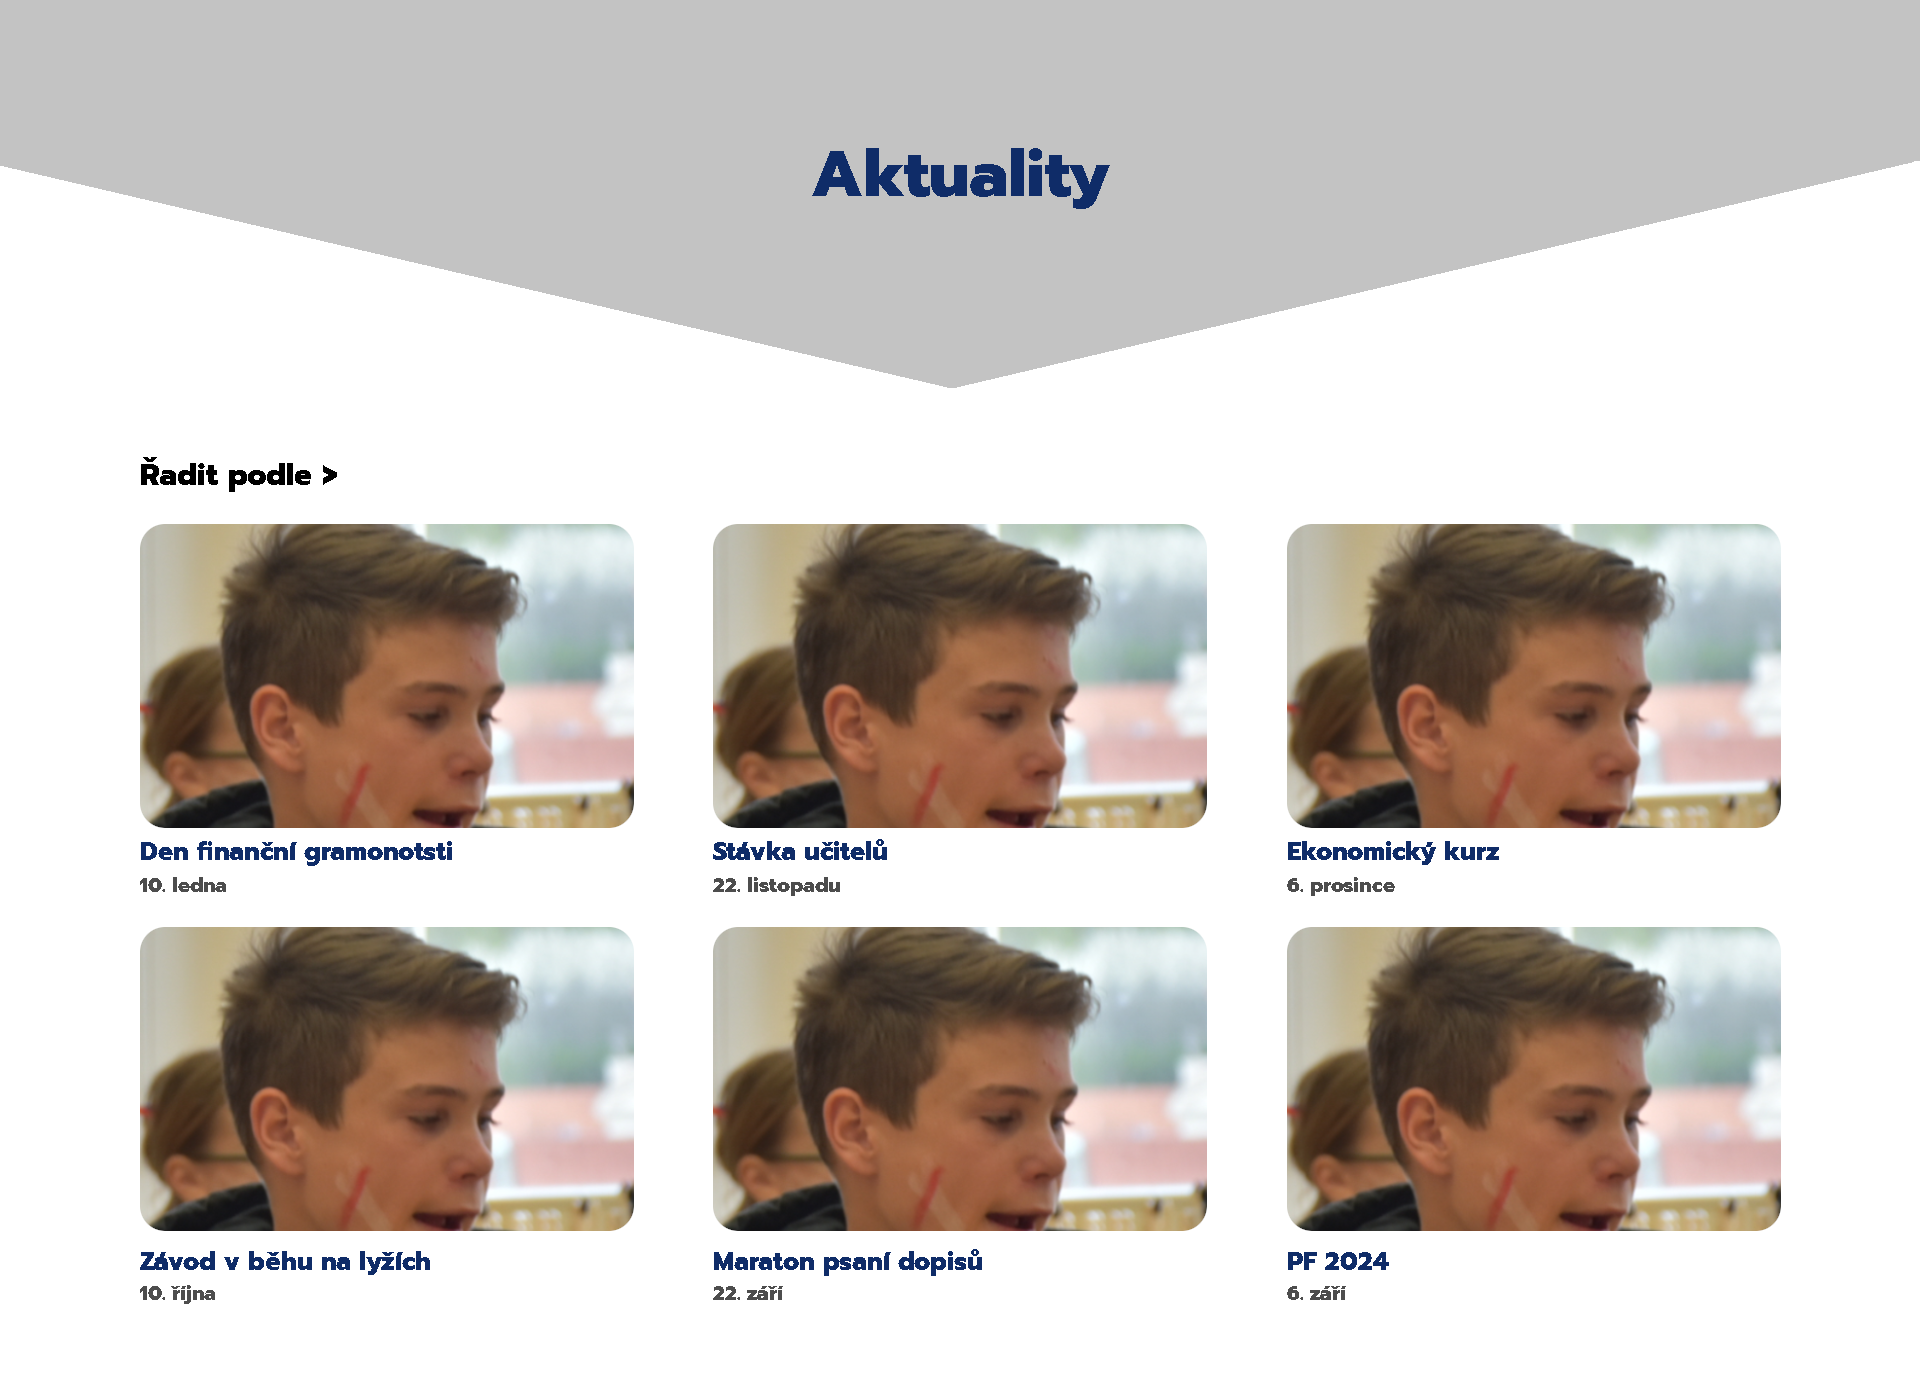 Aktuality
Řadit podle >
Den finanční gramonotsti
10. ledna
Stávka učitelů
22. listopadu
Ekonomický kurz
6. prosince
Závod v běhu na lyžích
10. října
Maraton psaní dopisů
22. září
PF 2024
6. září